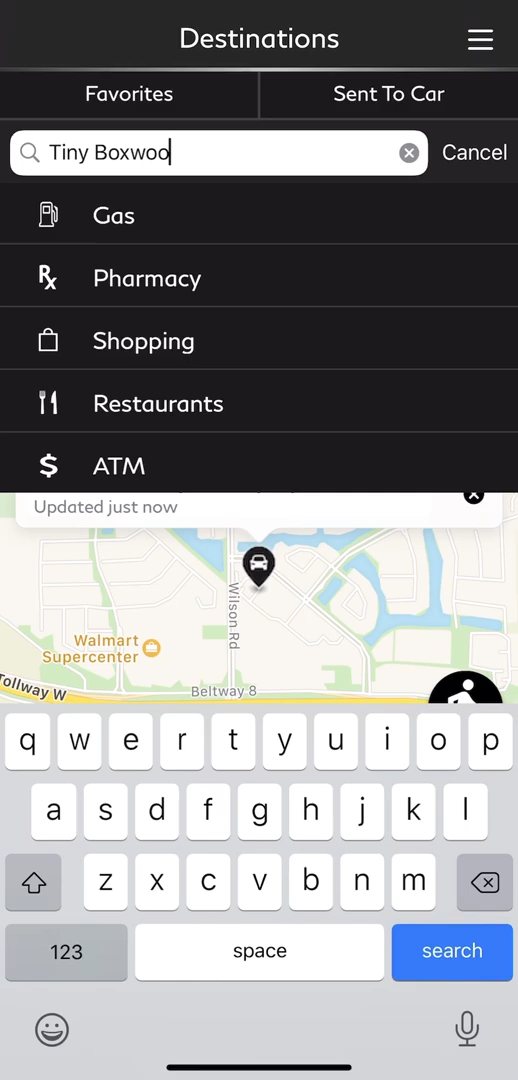 Destinations
Favorites
Sent To Car
Tiny Boxwoo
Cancel
Gas
Rx
Pharmacy
Shopping
Restaurants
$
ATM
Updated just now
Wilson Rd
Walmart
Supercenter
Tollway W
Beltway 8
q w e r t y u i o p
a s d f g h j k l
z x c v b n m
123
space
search